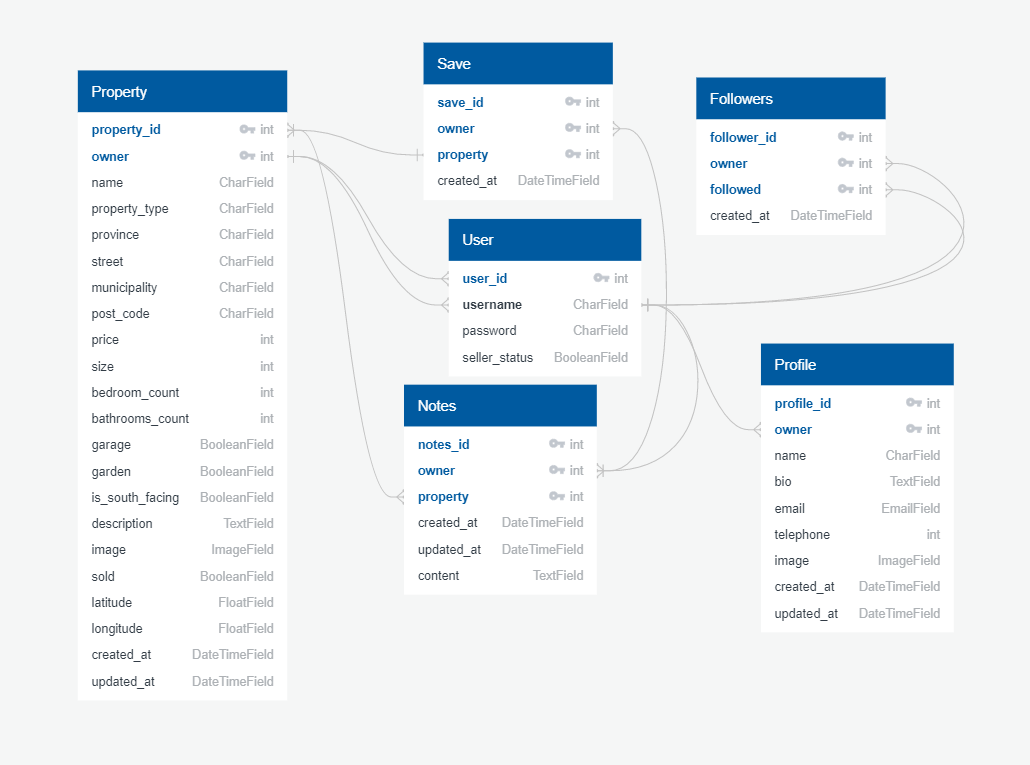 Property
property_id int
owner int
name CharField
property_type CharField
province CharField
street CharField
municipality CharField
post_code CharField
price int
size int
bedroom_count int
bathrooms_count int
garage BooleanField
garden BooleanField
is_south_facing BooleanField
description TextField
image ImageField
sold BooleanField
latitude FloatField
longitude FloatField
created_at DateTimeField
updated_at DateTimeField
Save
save_id int
owner int
property int
created_at DateTimeField
User
user_id int
username CharField
password CharField
seller_status BooleanField
Notes
notes_id int
owner int
property int
created_at DateTimeField
updated_at DateTimeField
content TextField
Followers
follower_id int
owner int
followed int
created_at DateTimeField
Profile
profile_id int
owner int
name CharField
bio TextField
email EmailField
telephone int
image ImageField
created_at DateTimeField
updated_at DateTimeField